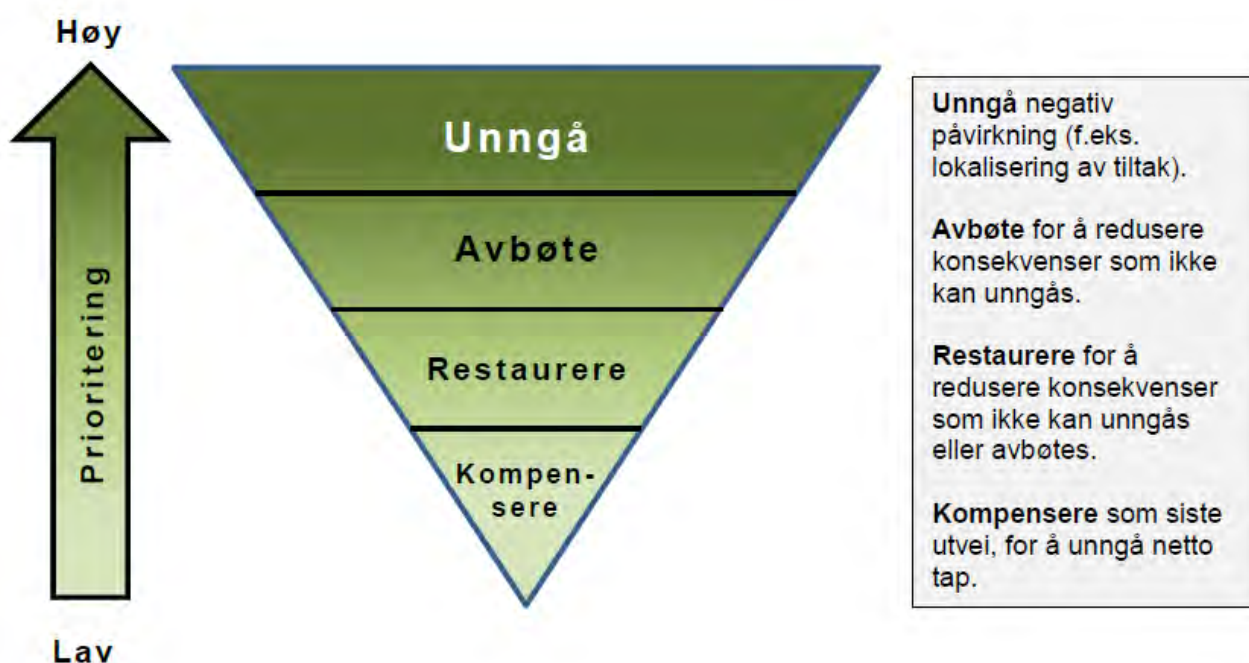 Høy
Prioritering
Lav
Unngå
Avbøte
Restaurere
Kompen-
sere
Unngå negativ
påvirkning (f.eks.
lokalisering av tiltak).
Avbøte for å redusere
konsekvenser som ikke
kan unngås.
Restaurere for å
redusere konsekvenser
som ikke kan unngås
eller avbøtes.
Kompensere som siste
utvei, for å unngå netto
tap.